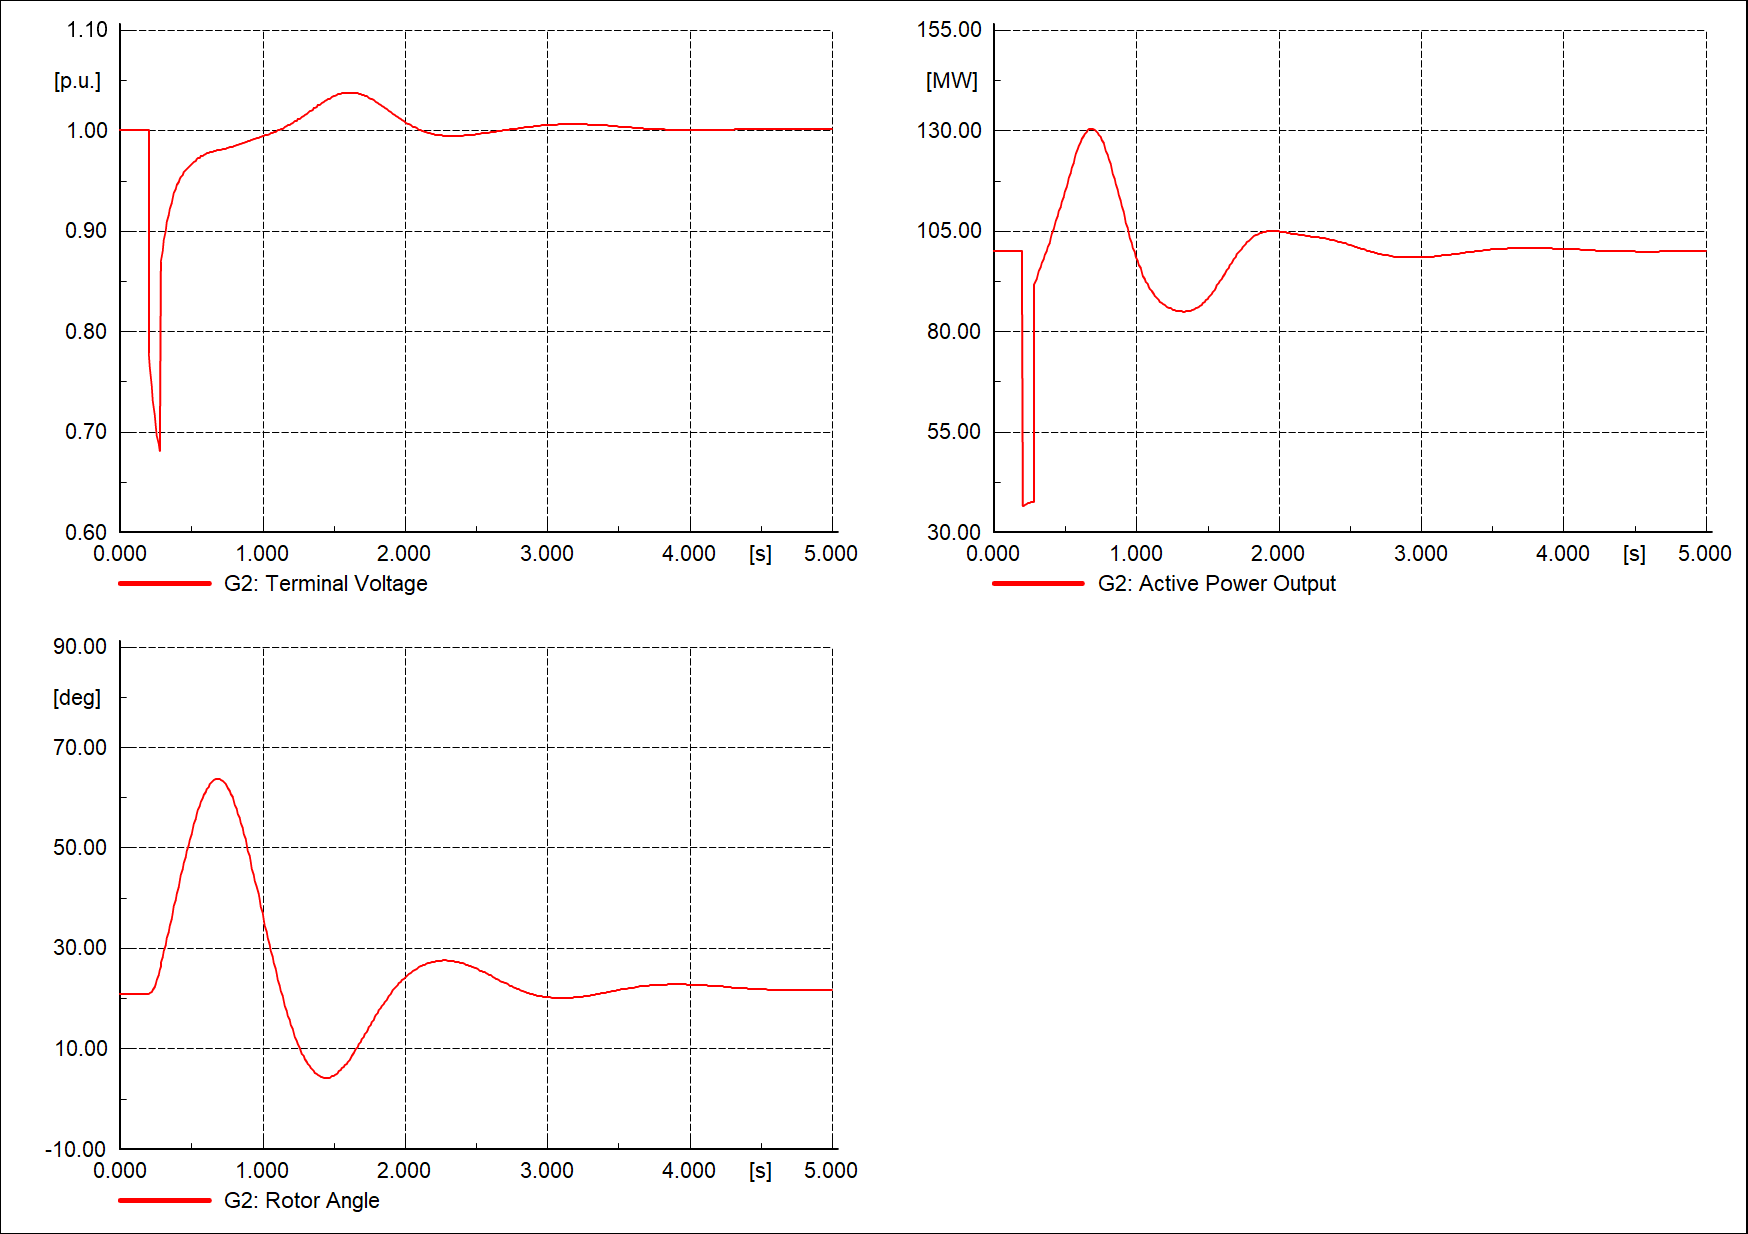 1.10
[p.u.]
1.00
0.90
0.80
0.70
0.60
0.000 1.000 2.000 3.000 4.000 [s] 5.000
G2: Terminal Voltage
155.00
[MW]
130.00
105.00
80.00
55.00
30.00
0.000 1.000 2.000 3.000 4.000 [s] 5.000
G2: Active Power Output
90.00
[deg]
70.00
50.00
30.00
10.00
-10.00
0.000 1.000 2.000 3.000 4.000 [s] 5.000
G2: Rotor Angle